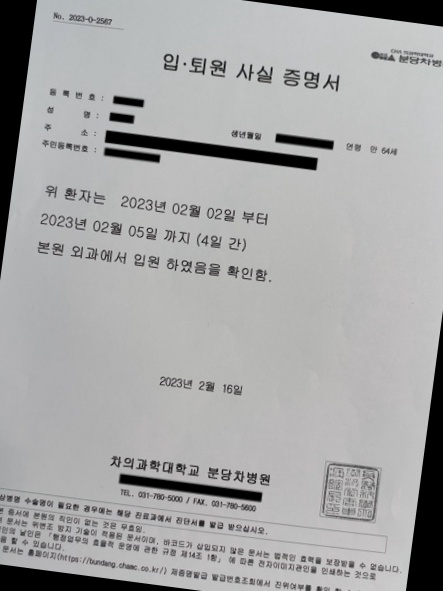 No. 2023-O-2567
분당차병
입·퇴원 사실 증명서
등 록 번 호 :
성 명 :
주 소 : 생년월일 연령 만 64세
주민등록번호 :
위 환자는 2023년 02월 02일 부터
2023년 02월 05일 까지 (4일 간)
본원 외과에서 입원 하였음을 확인함.
2023년 2월 16일
차의과학대학교 분당차병원
TEL. 031-780-5000 / FAX. 031-780-5600
상병명 수술명이 필요한 경우에는 해당 진료과에서 진단서를 발급 받으십시오.
본 증서에 본원의 직인이 없는 것은 무효임.
본 문서는 위변조 방지 기술이 적용된 문서이며, 바코드가 삽입되지 않은 문서는 법적인 효력을 보장받을 수 없습니다.
인의 날인은 「행정업무의 효율적 운영에 관한 규정 제14조 1항」 에 따른 전자이미지관인을 인쇄하는 것으로
을 할 수 있습니다.
문서는 홈페이지(https://bundang.chamc.co.kr/) 제증명발급 발급번호조회에서 진위여부를 확인 할